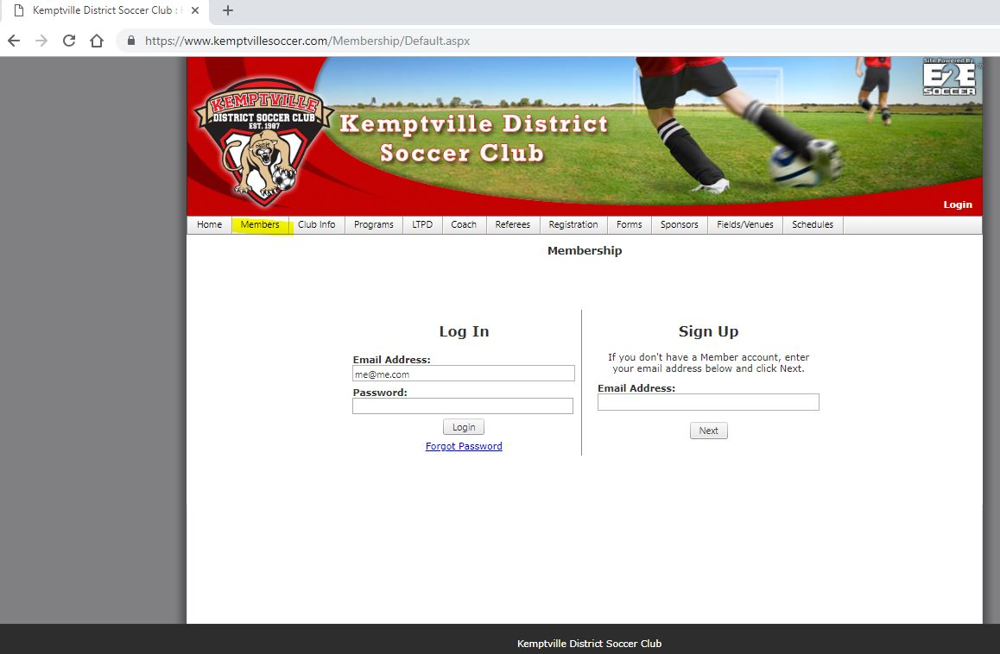 Kemptville District Soccer Club :
https://www.kemptvillesoccer.com/Membership/Default.aspx
Site Powered By
E2E
SOCCER
KEMPTVILLE
DISTRICT SOCCER CLUB
EST. 1987
Kemptville District
Soccer Club
Login
Home Members Club Info Programs LTPD Coach Referees Registration Forms Sponsors Fields/Venues Schedules
Membership
Log In
Email Address:
me@me.com
Password:
Login
Forgot Password
Sign Up
If you don't have a Member account, enter
your email address below and click Next.
Email Address:
Next
Kemptville District Soccer Club